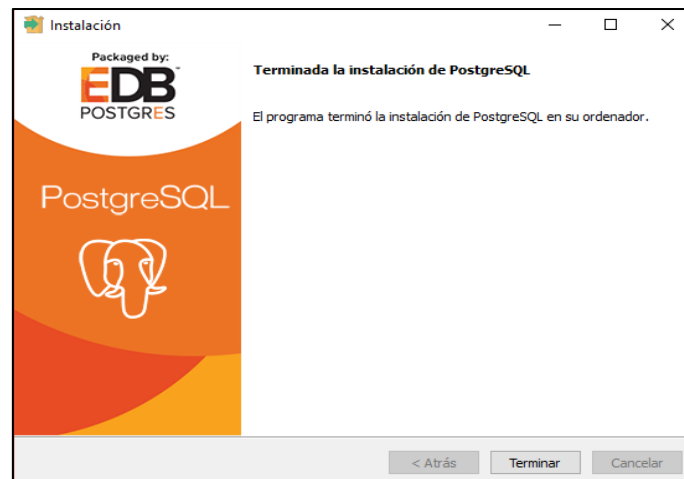 Instalación
Packaged by:
EDB™
POSTGRES
PostgreSQL
Terminada la instalación de PostgreSQL
El programa terminó la instalación de PostgreSQL en su ordenador.
< Atrás
Terminar
Cancelar